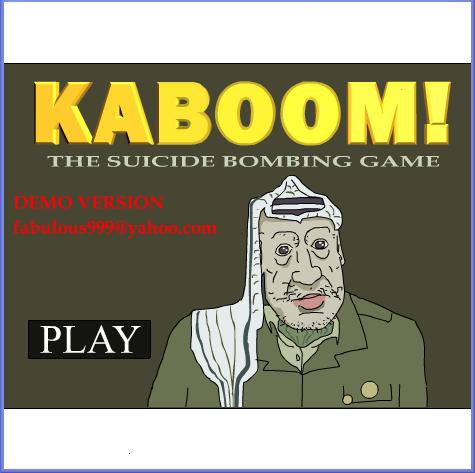 KABOOM!
THE SUICIDE BOMBING GAME
DEMO VERSION
fabulous999@yahoo.com
PLAY